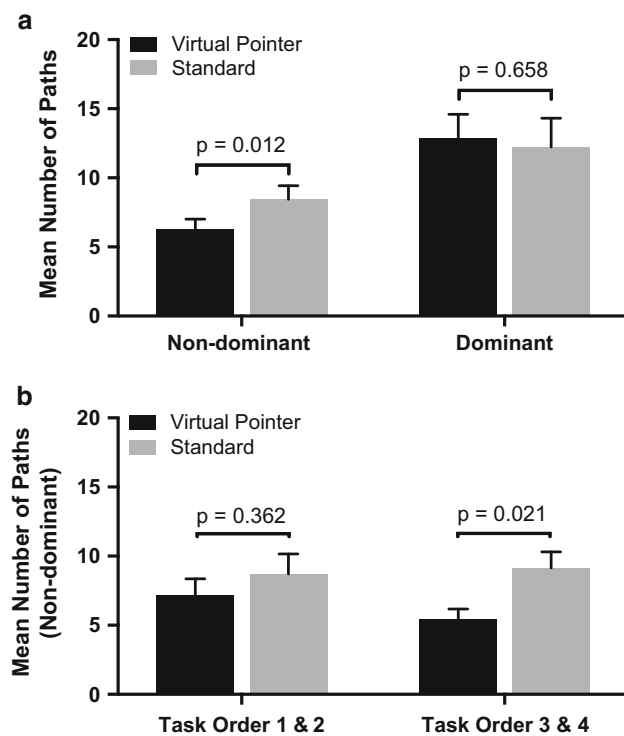 a
Mean Number of Paths
20
15
10
5
0
Virtual Pointer
Standard
p = 0.012
p = 0.658
Non-dominant
Dominant
b
Mean Number of Paths
(Non-dominant)
20
15
10
5
0
Virtual Pointer
Standard
p = 0.362
p = 0.021
Task Order 1 & 2
Task Order 3 & 4